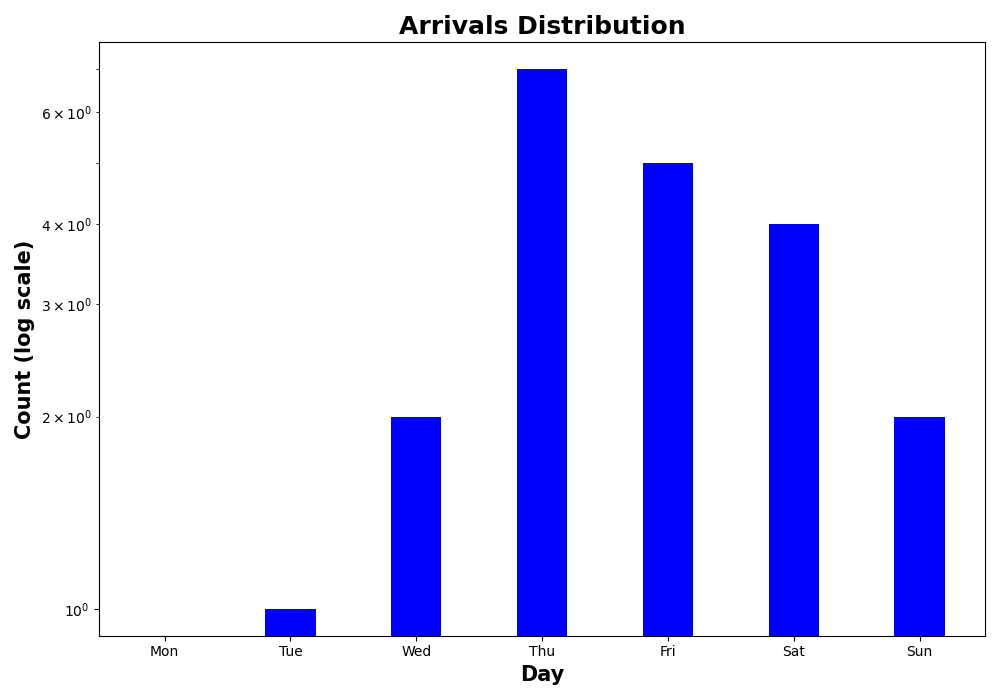 Arrivals Distribution
6 × 10⁰
4 × 10⁰
3 × 10⁰
2 × 10⁰
10⁰
Count (log scale)
Mon Tue Wed Thu Fri Sat Sun
Day